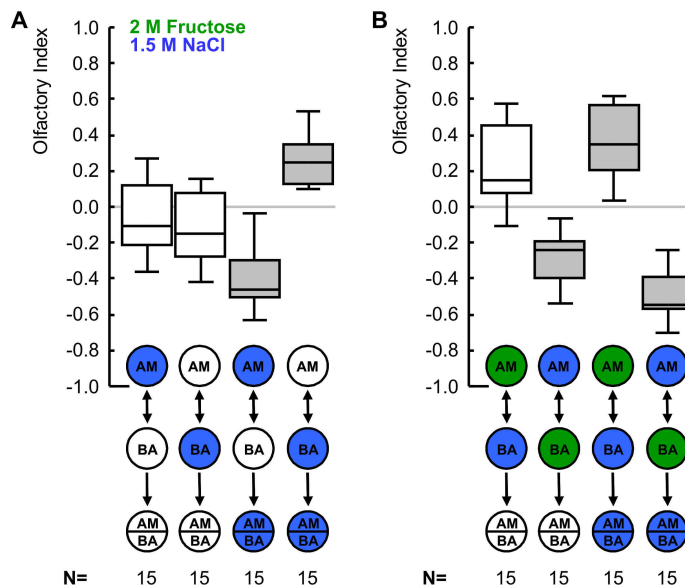 A
2 M Fructose
1.5 M NaCl
Olfactory Index
1.0
0.8
0.6
0.4
0.2
0.0
-0.2
-0.4
-0.6
-0.8
-1.0
AM AM AM AM
BA BA BA BA
AM AM AM AM
BA BA BA BA
N= 15 15 15 15
B
Olfactory Index
1.0
0.8
0.6
0.4
0.2
0.0
-0.2
-0.4
-0.6
-0.8
-1.0
AM AM AM AM
BA BA BA BA
AM AM AM AM
BA BA BA BA
N= 15 15 15 15